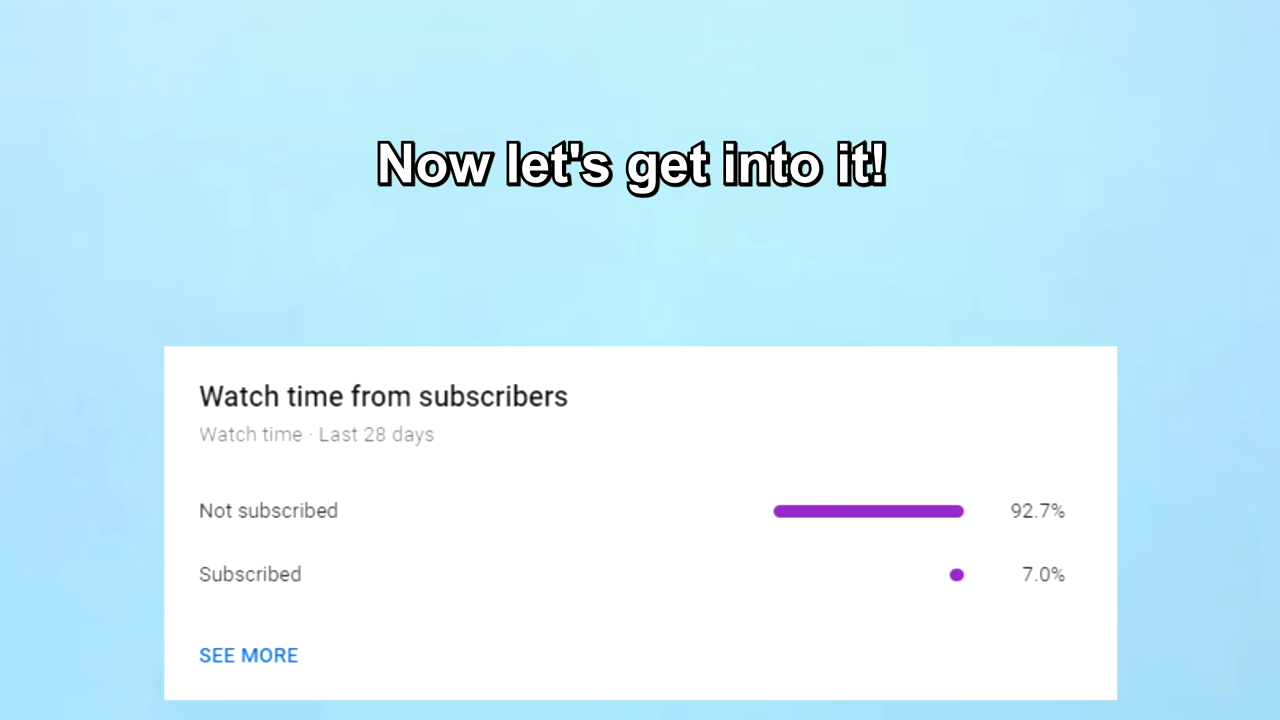 Now let's get into it!
Watch time from subscribers
Watch time · Last 28 days
Not subscribed 92.7%
Subscribed 7.0%
SEE MORE